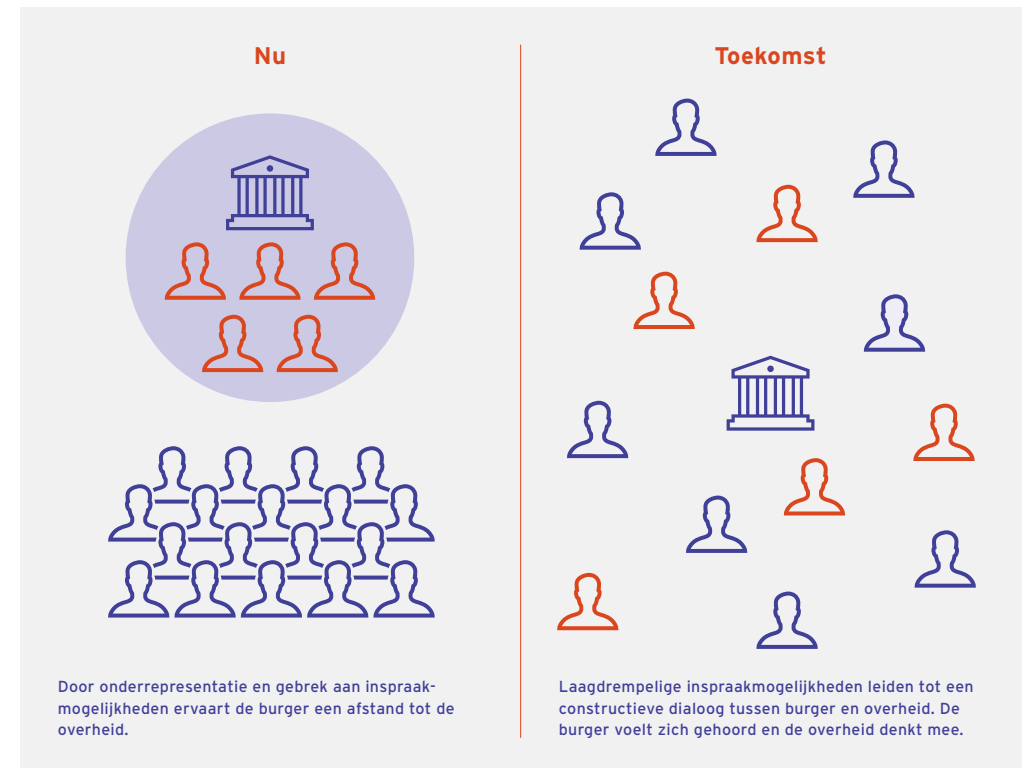 Nu
Door onderrepresentatie en gebrek aan inspraak-
mogelijkheden ervaart de burger een afstand tot de
overheid.
Toekomst
Laagdrempelige inspraakmogelijkheden leiden tot een
constructieve dialoog tussen burger en overheid. De
burger voelt zich gehoord en de overheid denkt mee.